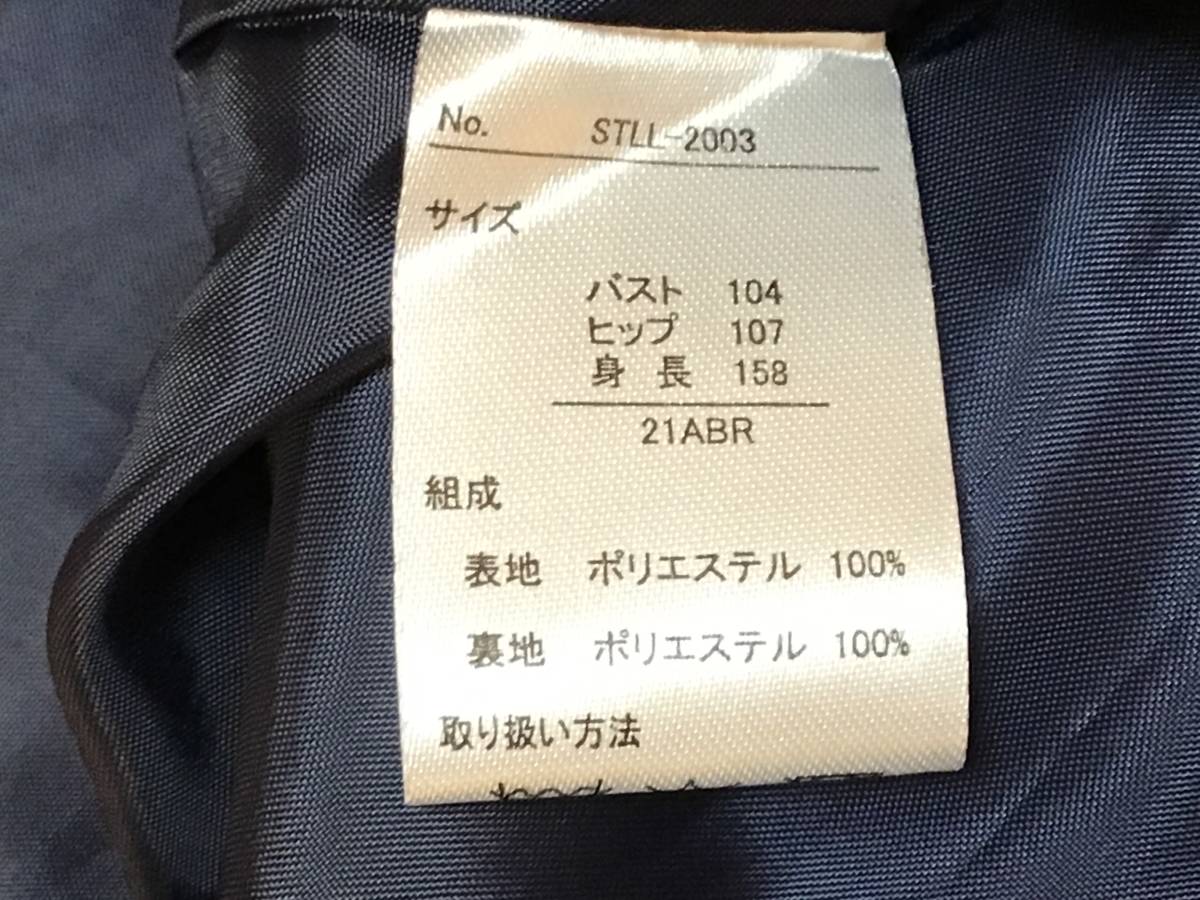 No. STLL-2003
サイズ
バスト 104
ヒップ 107
身 長 158
21ABR
組成
表地 ポリエステル 100%
裏地 ポリエステル 100%
取り扱い方法